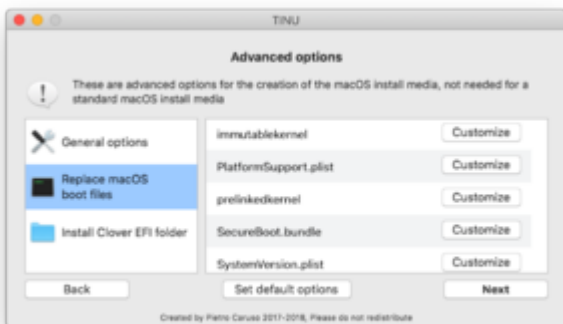 TINU
Advanced options
These are advanced options for the creation of the macOS install media, not needed for a
standard macOS install media
General options
Replace macOS
boot files
Install Clover EFI folder
immutablekernel Customize
PlatformSupport.plist Customize
prelinkedkernel Customize
SecureBoot.bundle Customize
SystemVersion.plist Customize
Back Set default options Next
Created by Pietro Caruso 2017-2018, Please do not redistribute